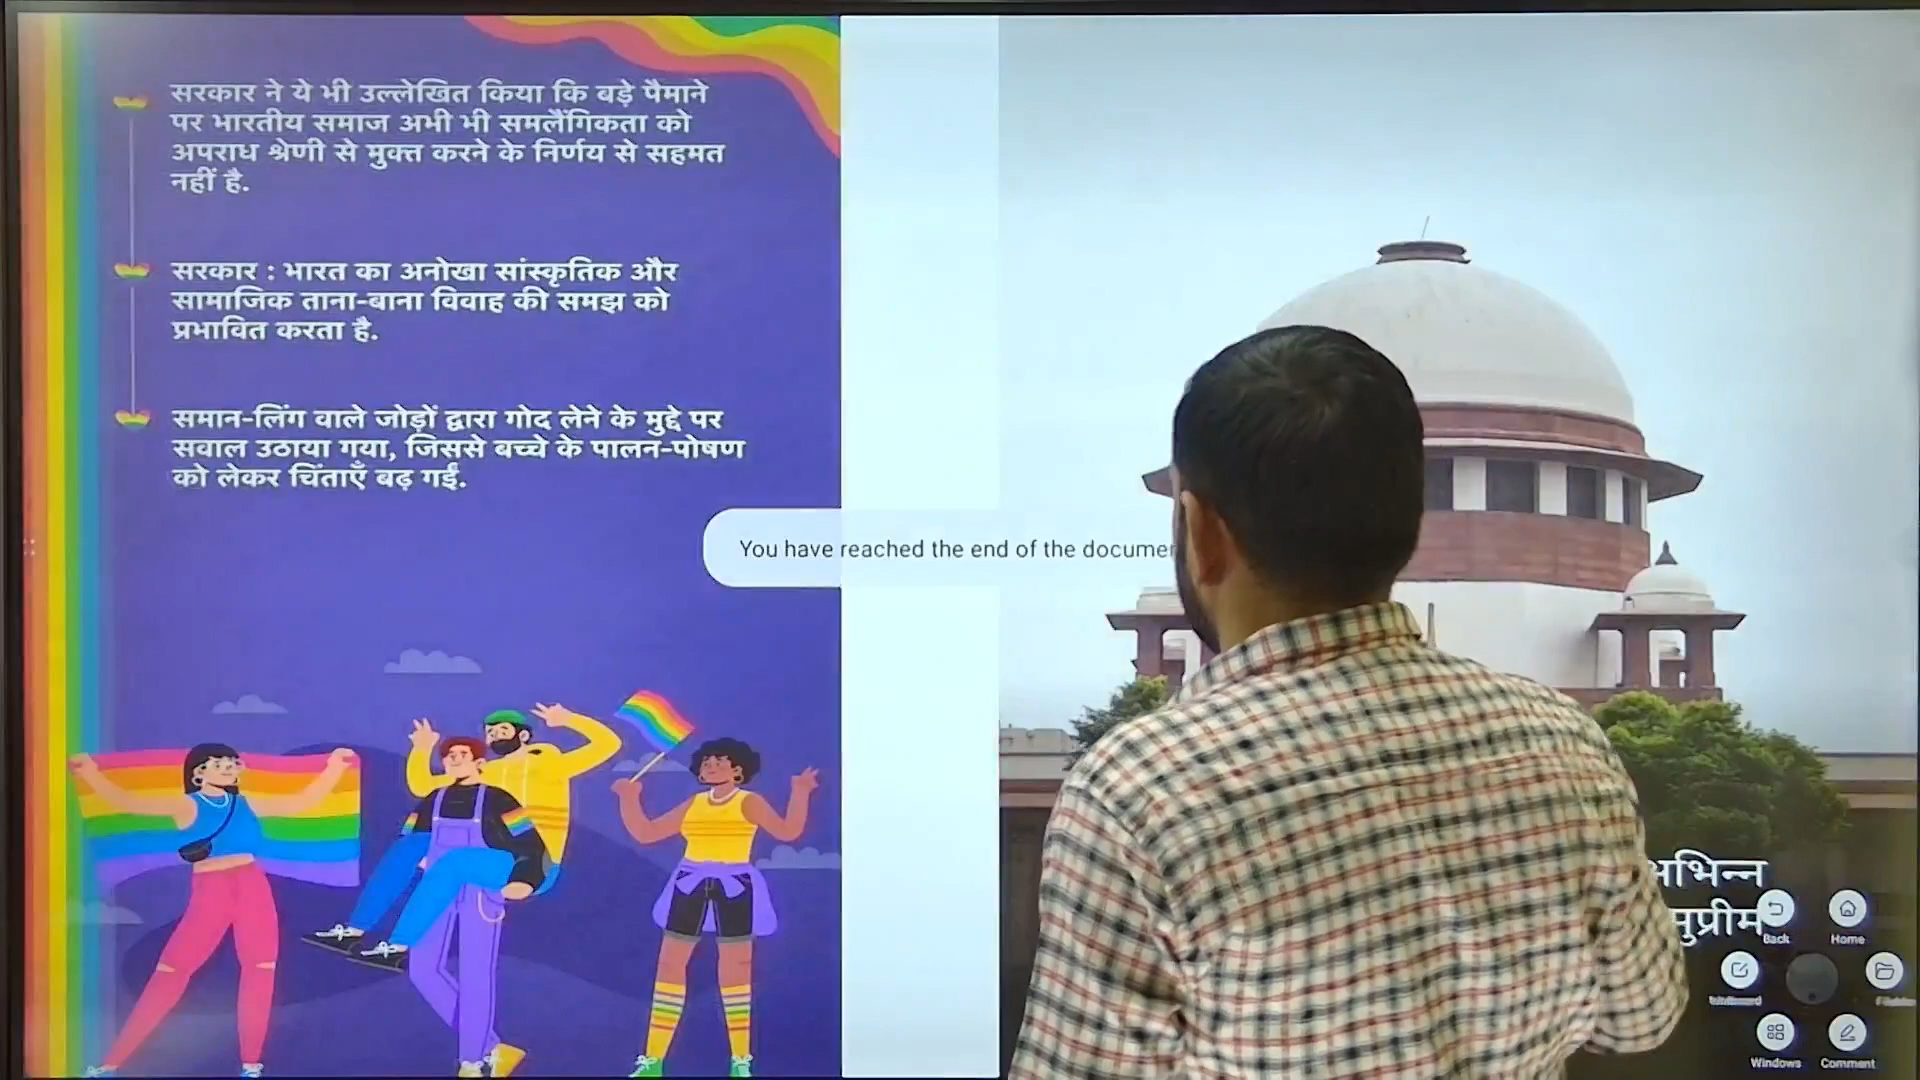 सरकार ने ये भी उल्लेखित किया कि बड़े पैमाने
पर भारतीय समाज अभी भी समलैंगिकता को
अपराध श्रेणी से मुक्त करने के निर्णय से सहमत
नहीं है.
सरकार : भारत का अनोखा सांस्कृतिक और
सामाजिक ताना-बाना विवाह की समझ को
प्रभावित करता है.
समान-लिंग वाले जोड़ों द्वारा गोद लेने के मुद्दे पर
सवाल उठाया गया, जिससे बच्चे के पालन-पोषण
को लेकर चिंताएँ बढ़ गईं.
You have reached the end of the
अभिन्न
सुप्रीम
Back
Home
Windows
Comment